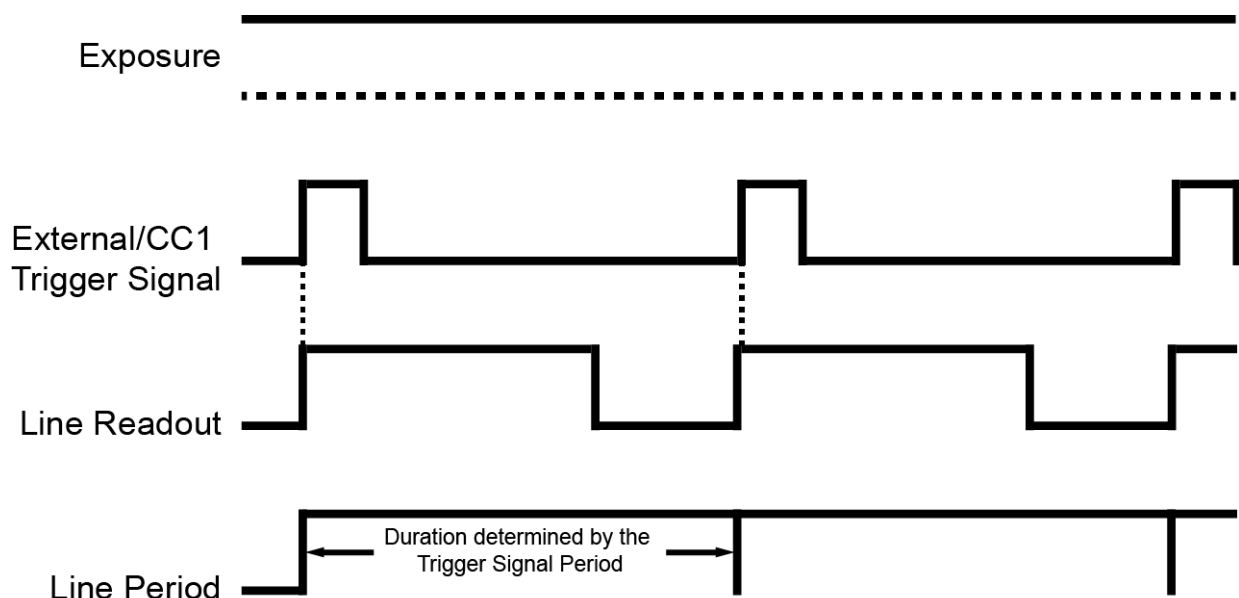 Exposure
External/CC1
Trigger Signal
Line Readout
Duration determined by the
Trigger Signal Period
Line Period